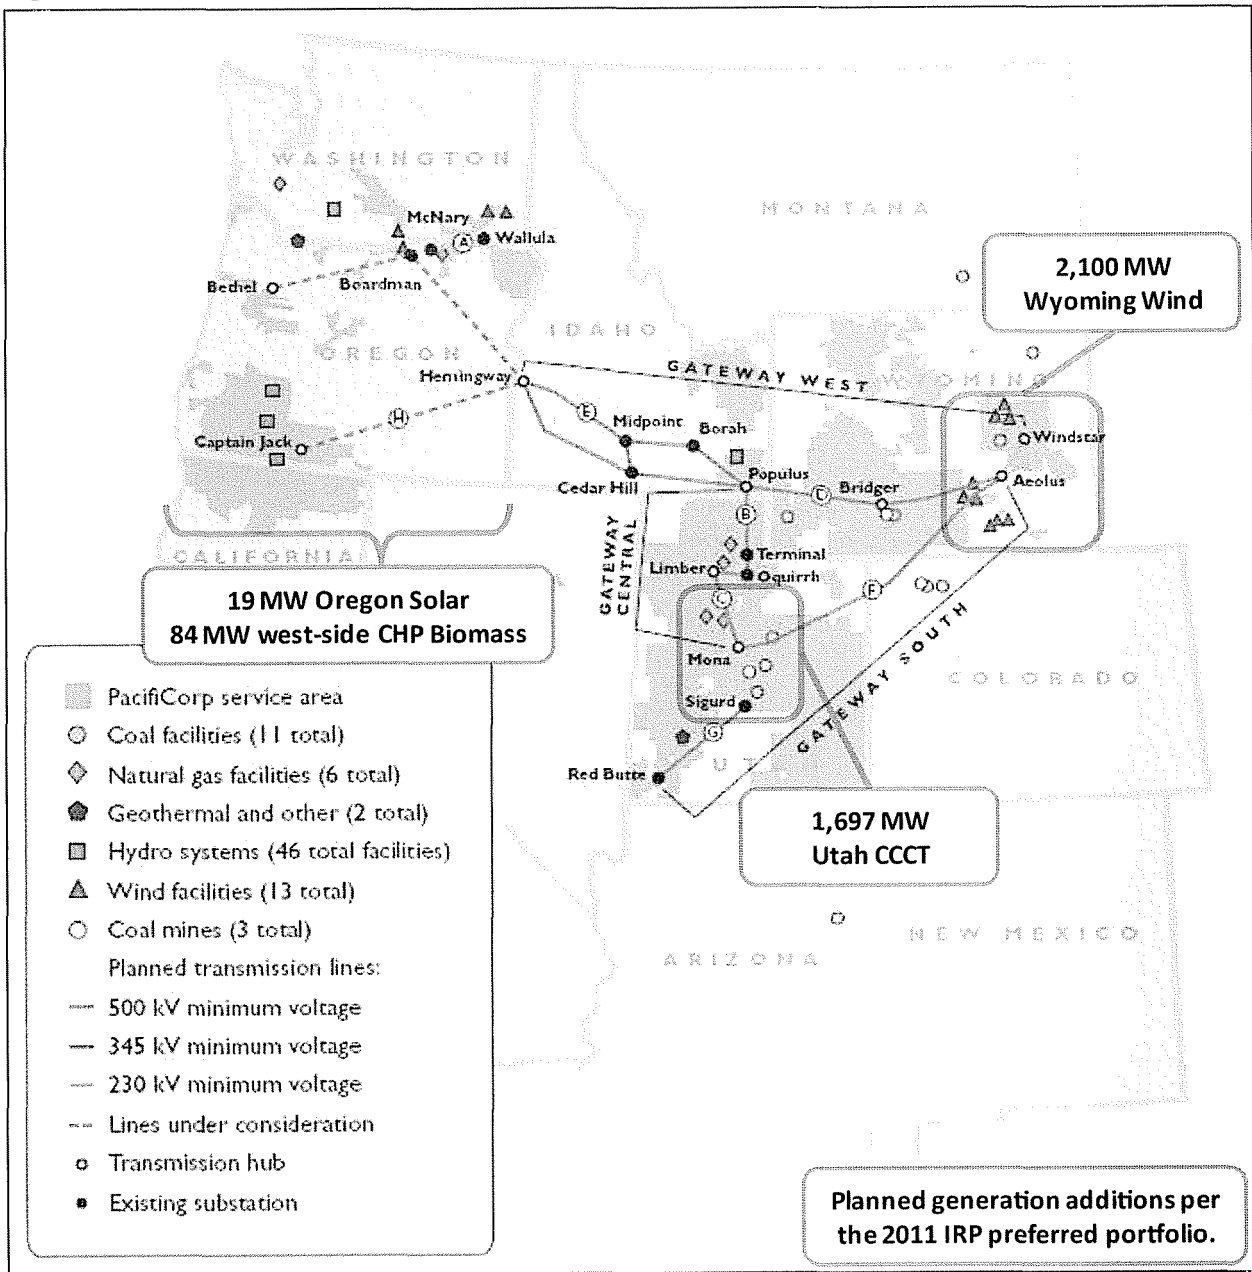 WASHINGTON
MONTANA
McNary
A
Wallula
2,100 MW
Wyoming Wind
Bethel
Boardman
IDAHO
OREGON
GATEWAY WEST
WYOMING
Hemingway
H
E
Midpoint
Borah
Windstar
Captain Jack
Populus
Aeolus
Cedar Hill
D
Bridger
B
GATEWAY
CENTRAL
CALIFORNIA
Terminal
Limber
Oquirrh
C
F
19 MW Oregon Solar
84 MW west-side CHP Biomass
Mona
GATEWAY SOUTH
COLORADO
Sigurd
G
UTAH
Red Butte
PacifiCorp service area
Coal facilities (11 total)
Natural gas facilities (6 total)
Geothermal and other (2 total)
Hydro systems (46 total facilities)
Wind facilities (13 total)
Coal mines (3 total)
Planned transmission lines:
500 kV minimum voltage
345 kV minimum voltage
230 kV minimum voltage
Lines under consideration
Transmission hub
Existing substation
1,697 MW
Utah CCCT
ARIZONA
NEW MEXICO
Planned generation additions per
the 2011 IRP preferred portfolio.